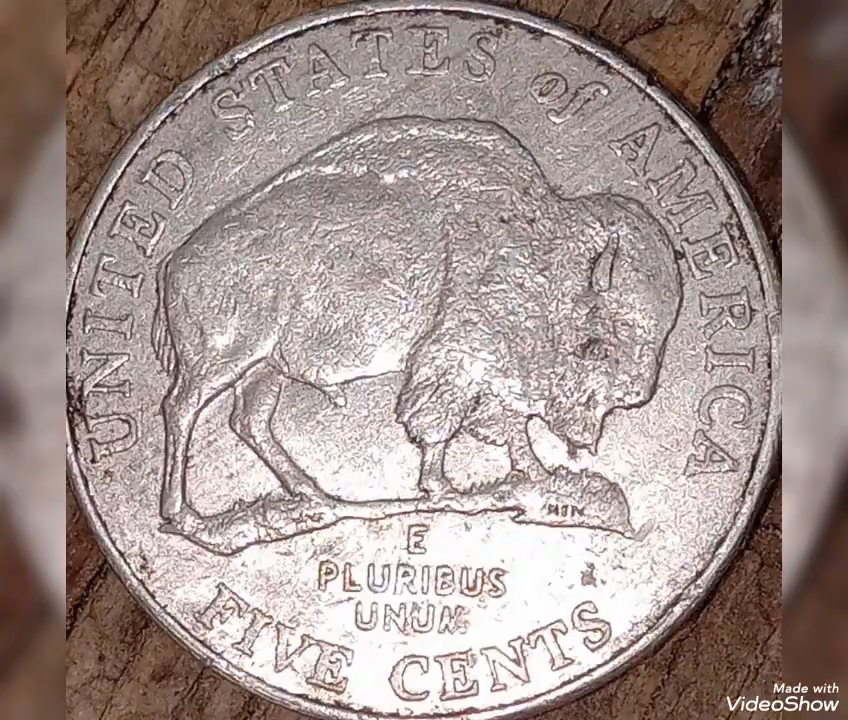 UNITED STATES of AMERICA
E
PLURIBUS
UNUM
FIVE CENTS
Made with
VideoShow